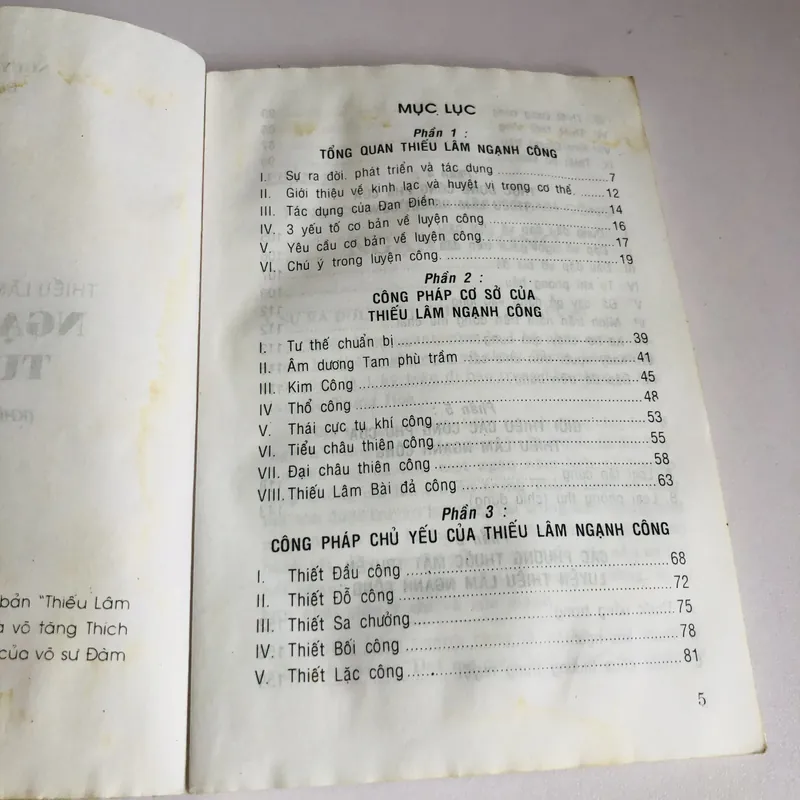 THIẾU LÂM
bản "Thiếu Lâm
võ tăng Thich
của võ sư Đàm
MỤC LỤC
Phần 1 :
TỔNG QUAN THIẾU LÂM NGẠNH CÔNG
I. Sự ra đời, phát triển và tác dụng ....................7
II. Giới thiệu về kinh lạc và huyệt vị trong cơ thể. .......12
III. Tác dụng của Đan Điền..............................14
IV. 3 yếu tố cơ bản về luyện công ......................16
V. Yêu cầu cơ bản về luyện công......................17
VI. Chú ý trong luyện công.............................19
Phần 2 :
CÔNG PHÁP CƠ SỞ CỦA
THIẾU LÂM NGẠNH CÔNG
I. Tư thế chuẩn bị ...................................39
II. Âm dương Tam phù trầm ..........................41
III. Kim Công ........................................45
IV Thổ công ........................................48
V. Thái cực tụ khí công ..............................53
VI. Tiểu châu thiên công ..............................55
VII. Đại châu thiên công ...............................58
VIII. Thiếu Lâm Bài đả công ...........................63
Phần 3 :
CÔNG PHÁP CHỦ YẾU CỦA THIẾU LÂM NGẠNH CÔNG
I. Thiết Đầu công ...................................68
II. Thiết Đỗ công ....................................72
III. Thiết Sa chưởng ..................................75
IV. Thiết Bối công ...................................78
V. Thiết Lặc công ...................................81
5